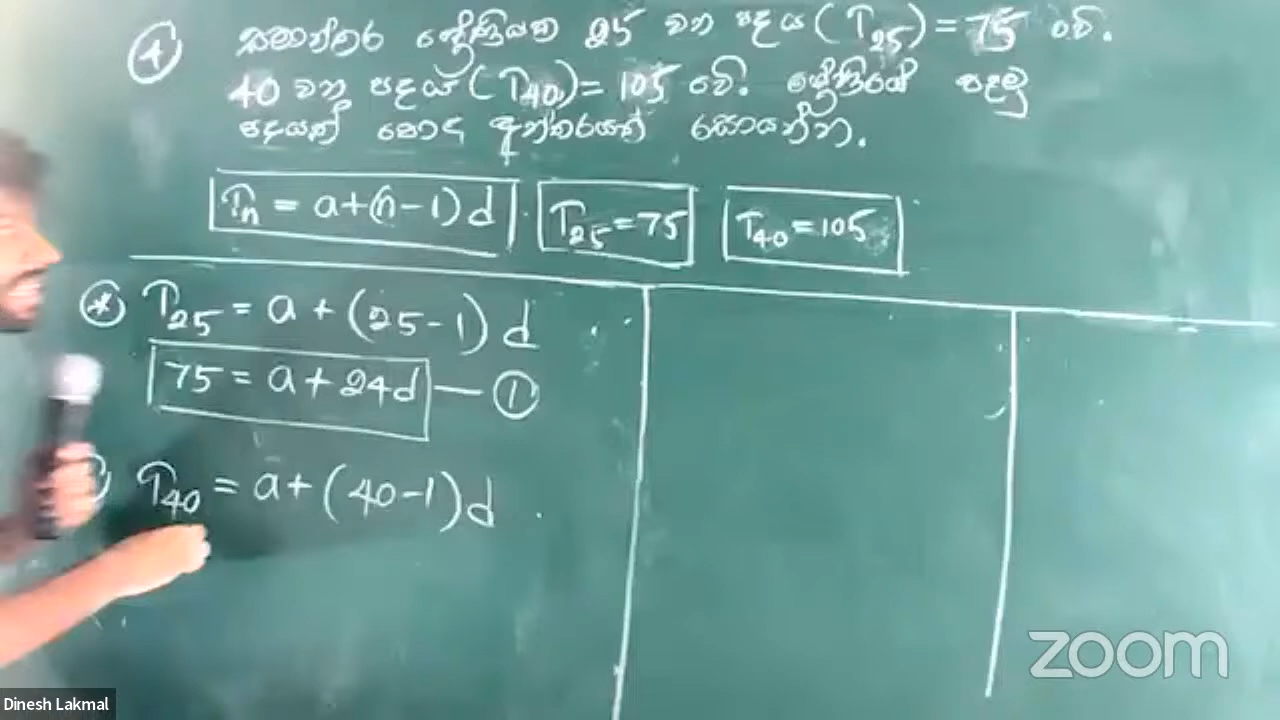 ④ සමාන්තර ශ්‍රේණියක 25 වන පදය (T₂₅) = 75 වේ.
40 වන පදය (T₄₀) = 105 වේ. ශ්‍රේණියේ පළමු
පදයත් පොදු අන්තරයත් සොයන්න.
Tₙ = a+(n-1)d T₂₅=75 T₄₀=105
* T₂₅ = a + (25-1) d
75 = a + 24d — ①
T₄₀ = a+ (40-1)d
zoom
Dinesh Lakmal